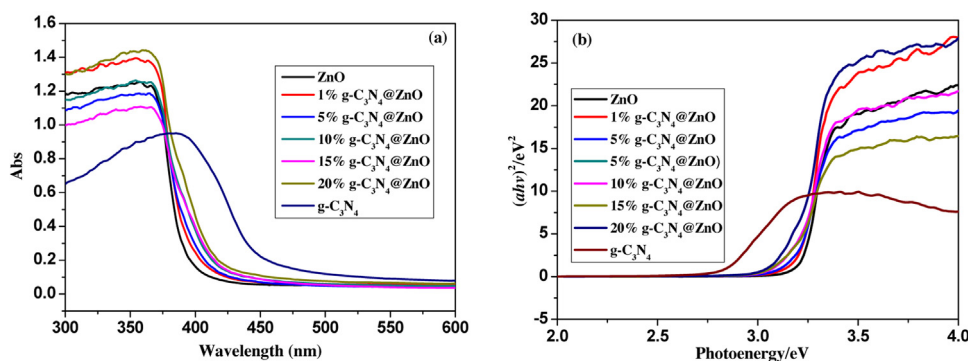 (a)
Abs
1.6
1.4
1.2
1.0
0.8
0.6
0.4
0.2
0.0
ZnO
1% g-C₃N₄@ZnO
5% g-C₃N₄@ZnO
10% g-C₃N₄@ZnO
15% g-C₃N₄@ZnO
20% g-C₃N₄@ZnO
g-C₃N₄
300 350 400 450 500 550 600
Wavelength (nm)
(b)
(ahv)²/eV²
30
25
20
15
10
5
0
-5
ZnO
1% g-C₃N₄@ZnO
5% g-C₃N₄@ZnO
5% g-C₃N₄@ZnO)
10% g-C₃N₄@ZnO
15% g-C₃N₄@ZnO
20% g-C₃N₄@ZnO
g-C₃N₄
2.0 2.5 3.0 3.5 4.0
Photoenergy/eV